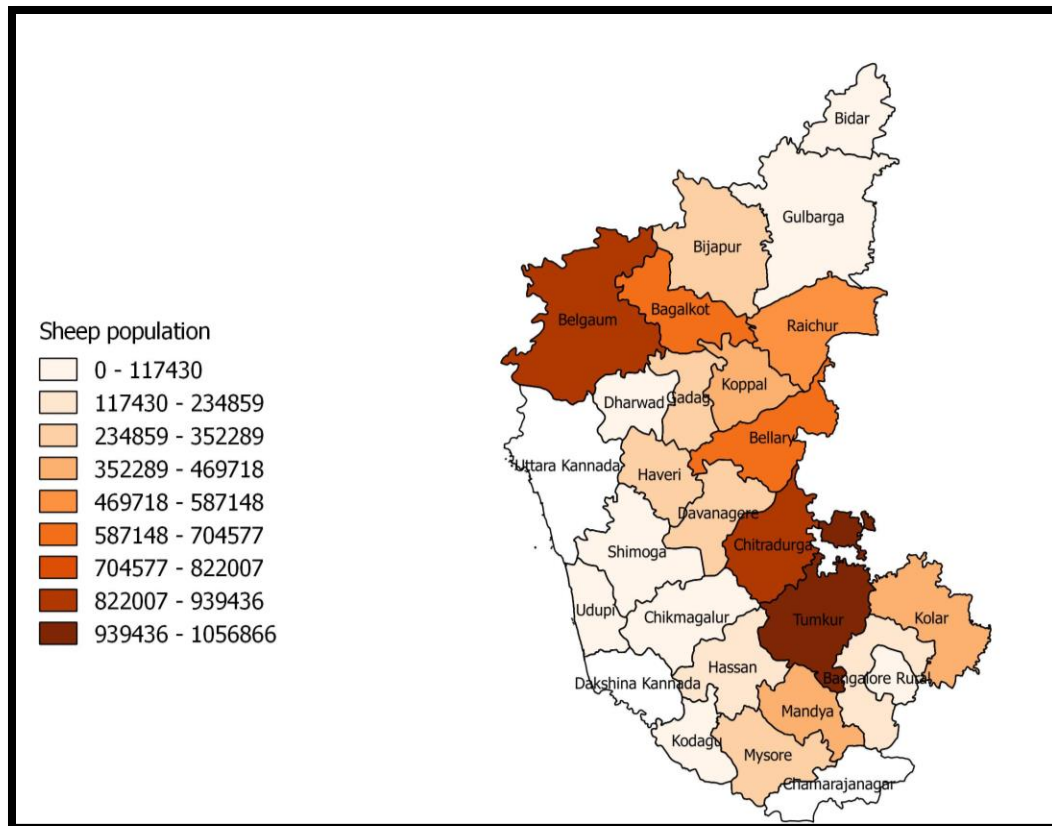 Sheep population
0 - 117430
117430 - 234859
234859 - 352289
352289 - 469718
469718 - 587148
587148 - 704577
704577 - 822007
822007 - 939436
939436 - 1056866
Bidar
Gulbarga
Bijapur
Belgaum
Bagalkot
Raichur
Koppal
Gadag
Dharwad
Bellary
Uttara Kannada
Haveri
Davanagere
Chitradurga
Shimoga
Udupi
Chikmagalur
Tumkur
Kolar
Hassan
Bangalore Rural
Dakshina Kannada
Mandya
Kodagu
Mysore
Chamarajanagar